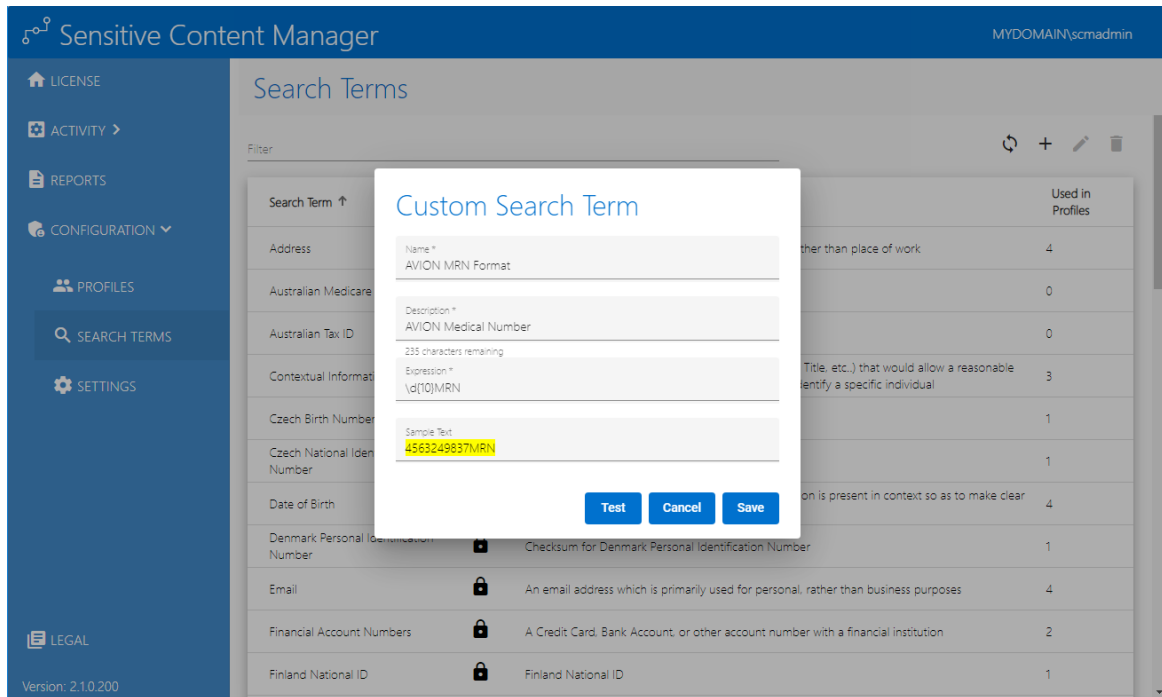 Sensitive Content Manager
MYDOMAIN\scmadmin
LICENSE
ACTIVITY
REPORTS
CONFIGURATION
PROFILES
SEARCH TERMS
SETTINGS
LEGAL
Version: 2.1.0.200
Search Terms
Filter
Search Term
Used in
Profiles
Address
ther than place of work
4
Australian Medicare
0
Australian Tax ID
0
Contextual Informati
Title, etc..) that would allow a reasonable
entify a specific individual
3
Czech Birth Number
1
Czech National Iden
Number
1
Date of Birth
on is present in context so as to make clear
4
Denmark Personal Identification
Number
Checksum for Denmark Personal Identification Number
1
Email
An email address which is primarily used for personal, rather than business purposes
4
Financial Account Numbers
A Credit Card, Bank Account, or other account number with a financial institution
2
Finland National ID
Finland National ID
1
Custom Search Term
Name *
AVION MRN Format
Description *
AVION Medical Number
235 characters remaining
Expression *
\d{10}MRN
Sample Text
4563249837MRN
Test
Cancel
Save